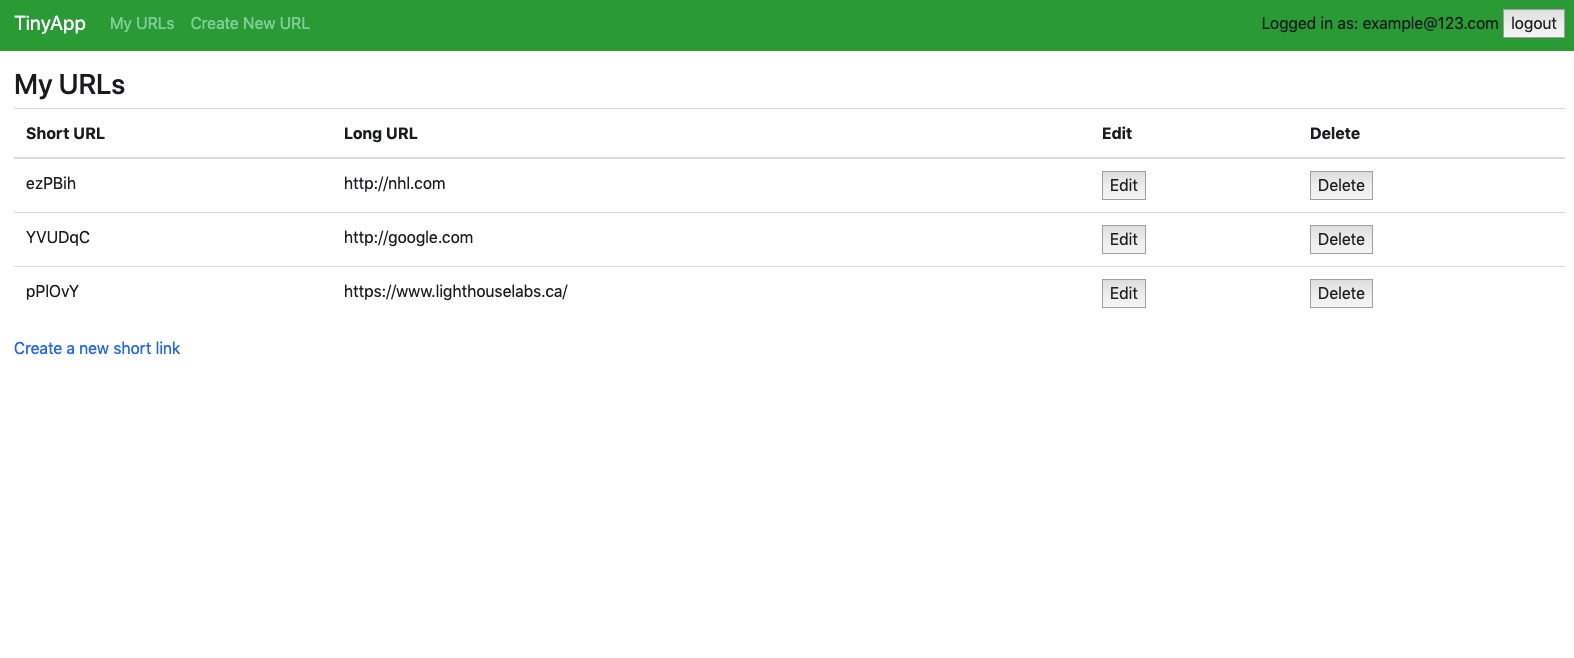 TinyApp My URLs Create New URL Logged in as: example@123.com logout
My URLs
Short URL Long URL Edit Delete
ezPBih http://nhl.com Edit Delete
YVUDqC http://google.com Edit Delete
pPlOvY https://www.lighthouselabs.ca/ Edit Delete
Create a new short link